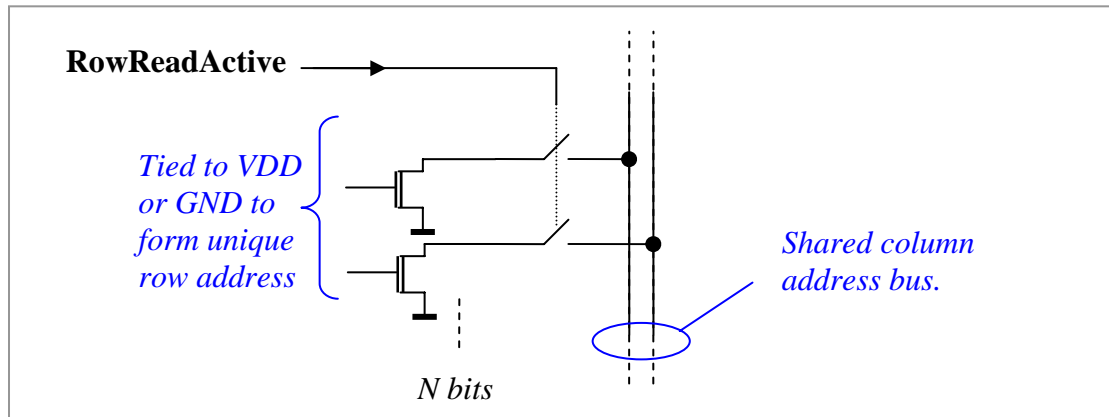 RowReadActive
Tied to VDD
or GND to
form unique
row address
Shared column
address bus.
N bits